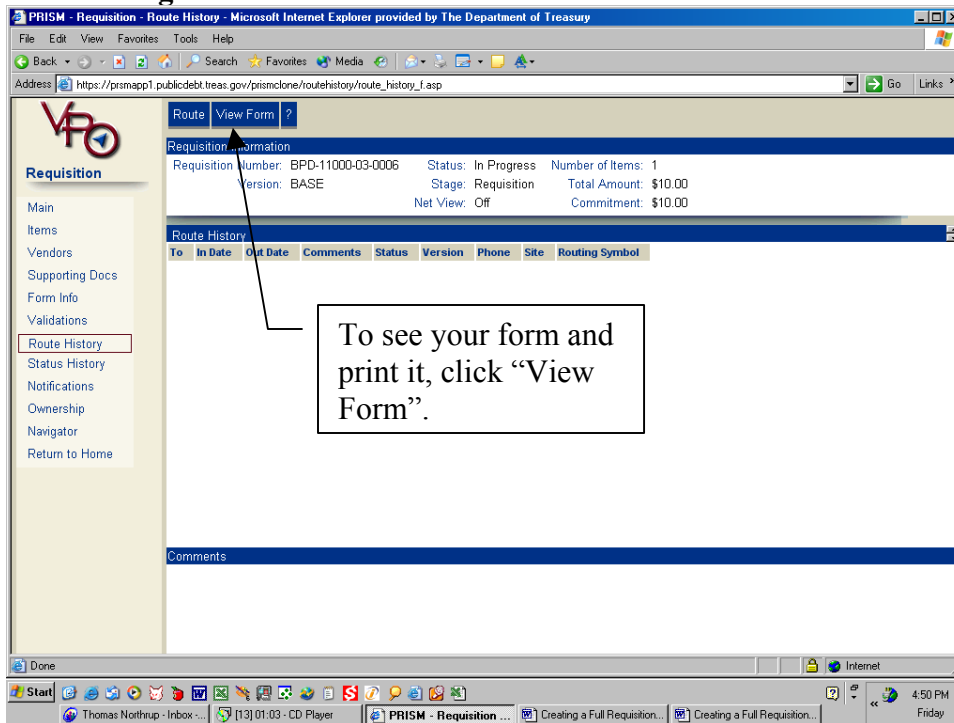 PRISM - Requisition - Route History - Microsoft Internet Explorer provided by The Department of Treasury
File Edit View Favorites Tools Help
Back Search Favorites Media
Address https://prsmapp1.publicdebt.treas.gov/prismclone/routehistory/route_history_f.asp Go Links
VPO
Requisition
Main
Items
Vendors
Supporting Docs
Form Info
Validations
Route History
Status History
Notifications
Ownership
Navigator
Return to Home
Route View Form ?
Requisition Information
Requisition Number: BPD-11000-03-0006 Status: In Progress Number of Items: 1
Version: BASE Stage: Requisition Total Amount: $10.00
Net View: Off Commitment: $10.00
Route History
To In Date Out Date Comments Status Version Phone Site Routing Symbol
To see your form and
print it, click “View
Form”.
Comments
Done Internet
Start 4:50 PM
Thomas Northrup - Inbox -... [13] 01:03 - CD Player PRISM - Requisition ... Creating a Full Requisition... Creating a Full Requisition... Friday